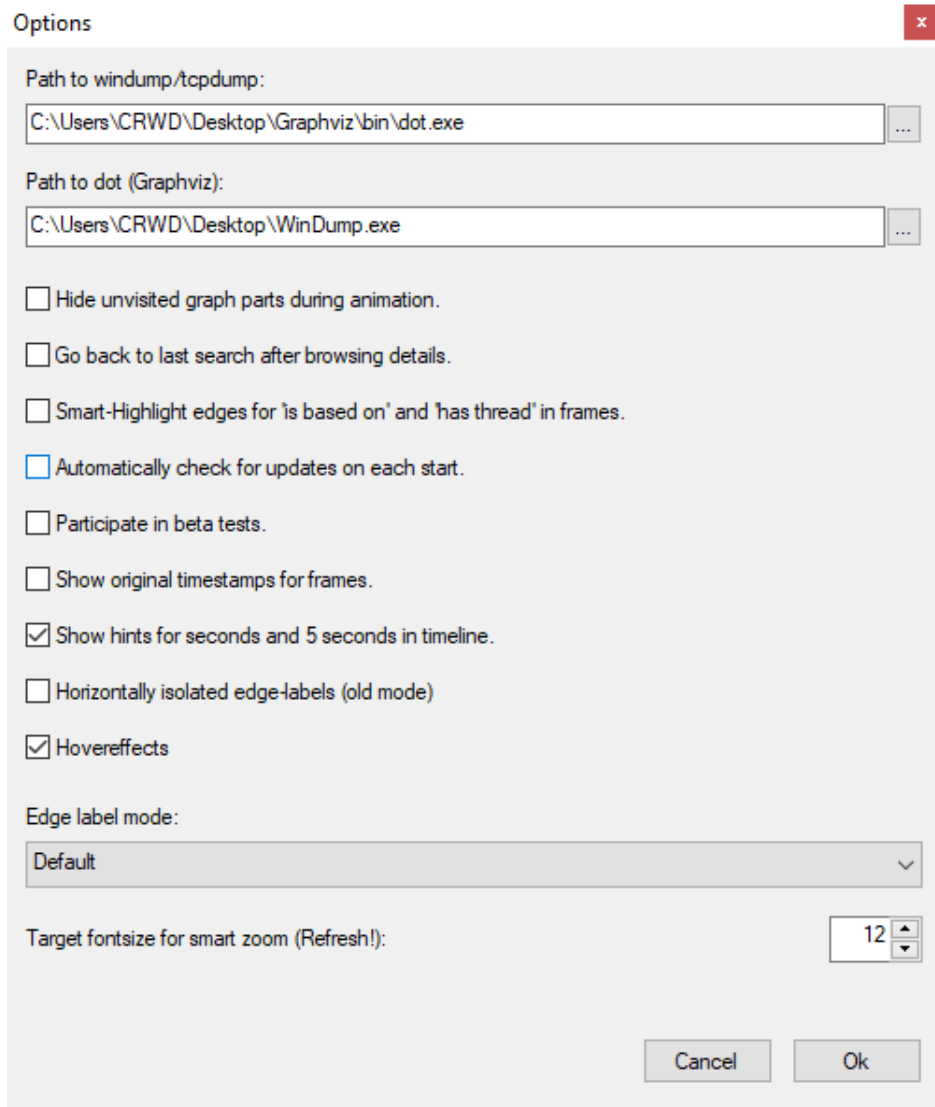 Options
x
Path to windump/tcpdump:
C:\Users\CRWD\Desktop\Graphviz\bin\dot.exe
...
Path to dot (Graphviz):
C:\Users\CRWD\Desktop\WinDump.exe
...
Hide unvisited graph parts during animation.
Go back to last search after browsing details.
Smart-Highlight edges for 'is based on' and 'has thread' in frames.
Automatically check for updates on each start.
Participate in beta tests.
Show original timestamps for frames.
Show hints for seconds and 5 seconds in timeline.
Horizontally isolated edge-labels (old mode)
Hovereffects
Edge label mode:
Default
Target fontsize for smart zoom (Refresh!): 12
Cancel Ok